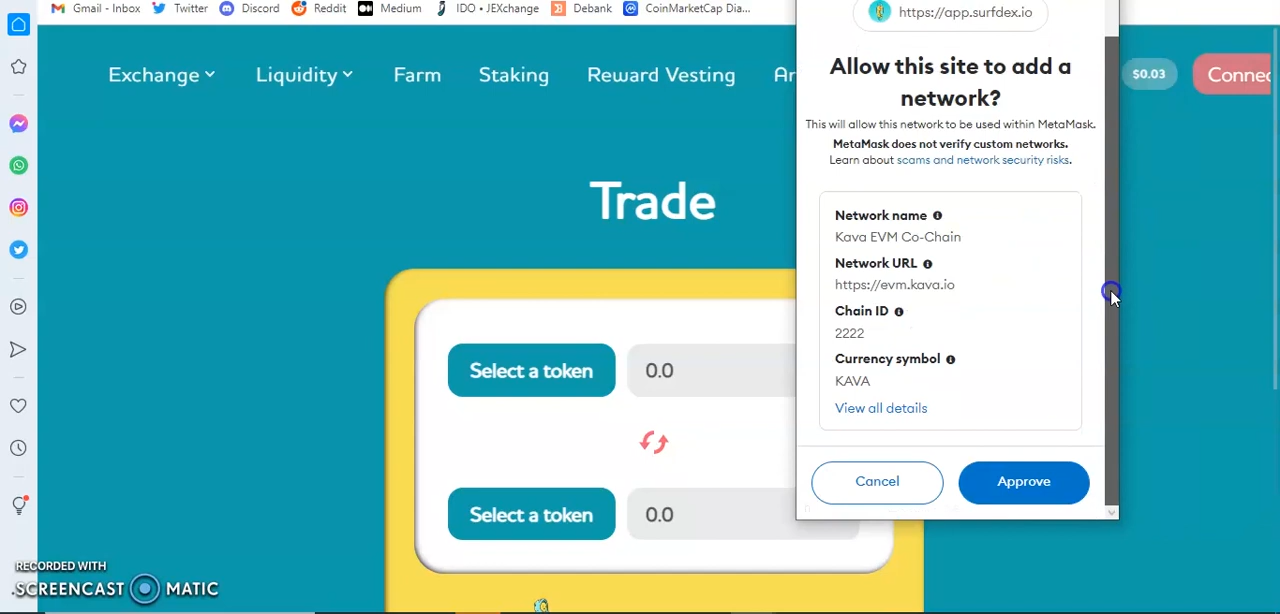 Gmail - Inbox Twitter Discord Reddit Medium IDO • JEXchange Debank CoinMarketCap Dia...
https://app.surfdex.io
Exchange Liquidity Farm Staking Reward Vesting Ar $0.03 Connec
Allow this site to add a
network?
This will allow this network to be used within MetaMask.
MetaMask does not verify custom networks.
Learn about scams and network security risks.
Trade
Network name
Kava EVM Co-Chain
Network URL
https://evm.kava.io
Chain ID
2222
Currency symbol
KAVA
View all details
Cancel Approve
Select a token 0.0
Select a token 0.0
RECORDED WITH
SCREENCAST MATIC